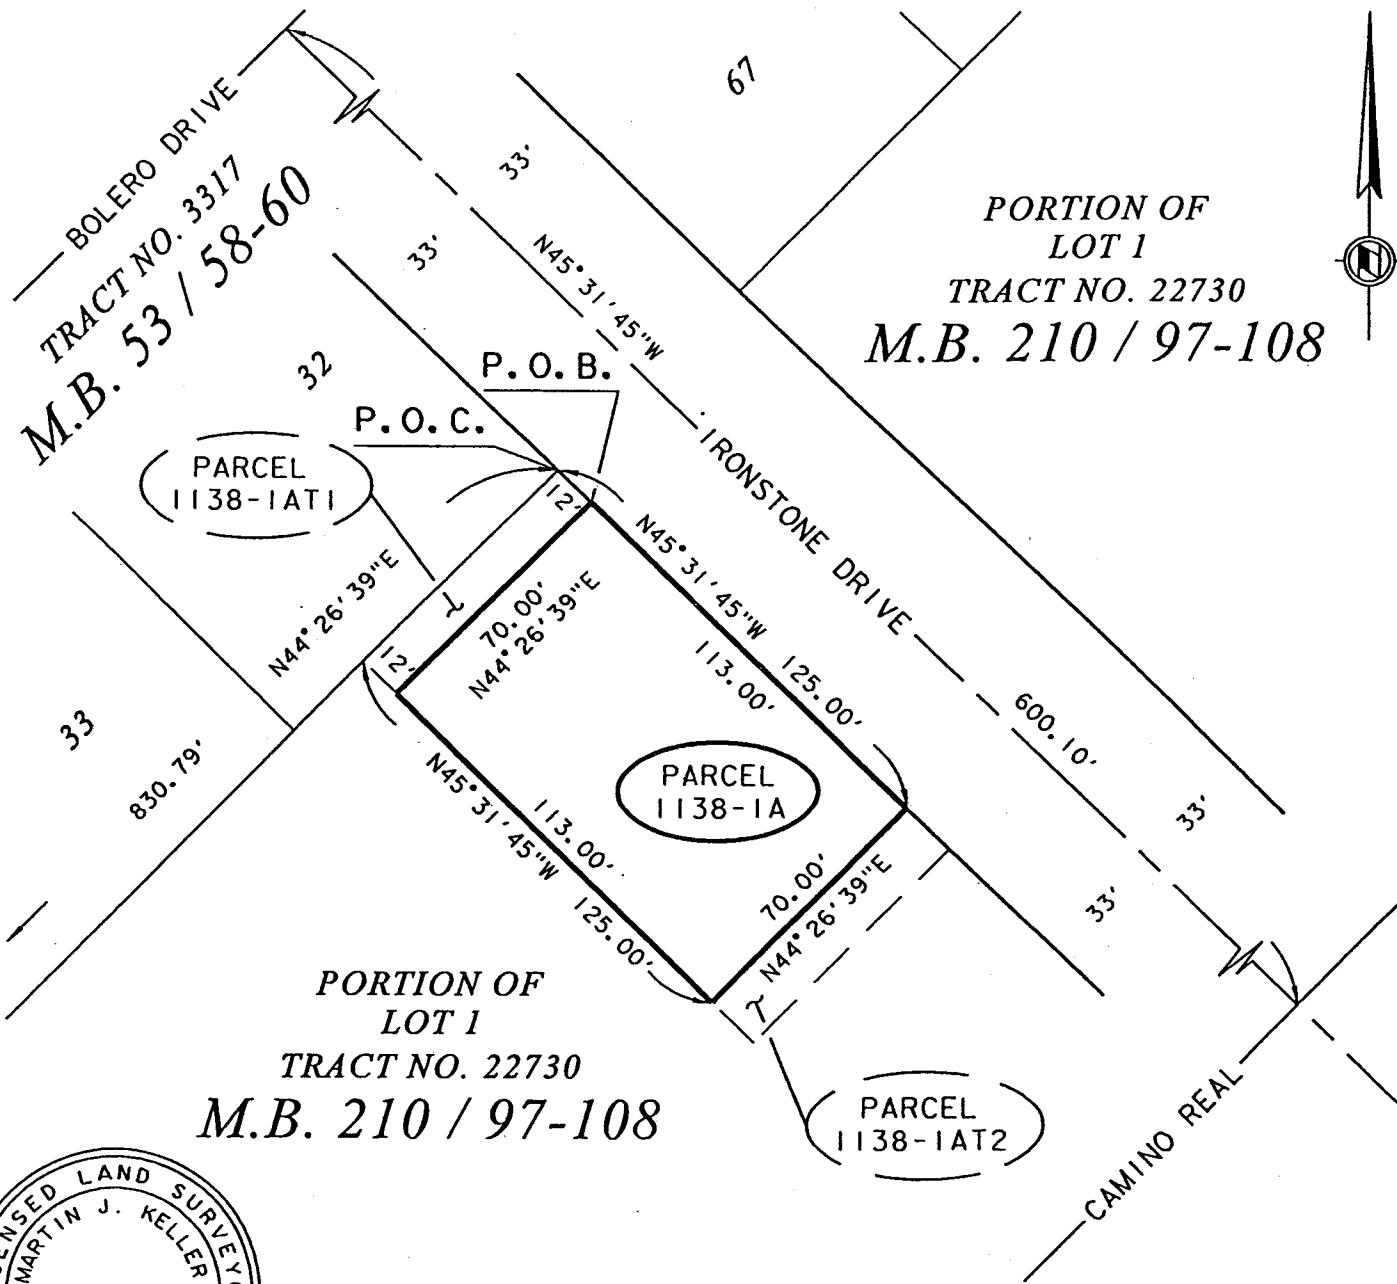 67
BOLERO DRIVE
TRACT NO. 3317
M.B. 53 / 58-60
33'
33'
N45°31'45"W
PORTION OF
LOT 1
TRACT NO. 22730
M.B. 210 / 97-108
32
P.O.B.
P.O.C.
PARCEL
1138-1AT1
12'
IRONSTONE DRIVE
N45°31'45"W
N44°26'39"E
70.00'
N44°26'39"E
12'
113.00'
125.00'
33
830.79'
600.10'
PARCEL
1138-1A
N45°31'45"W
113.00'
125.00'
70.00'
N44°26'39"E
33'
33'
PORTION OF
LOT 1
TRACT NO. 22730
M.B. 210 / 97-108
PARCEL
1138-1AT2
CAMINO REAL
LAND
MARTIN J. KELLER